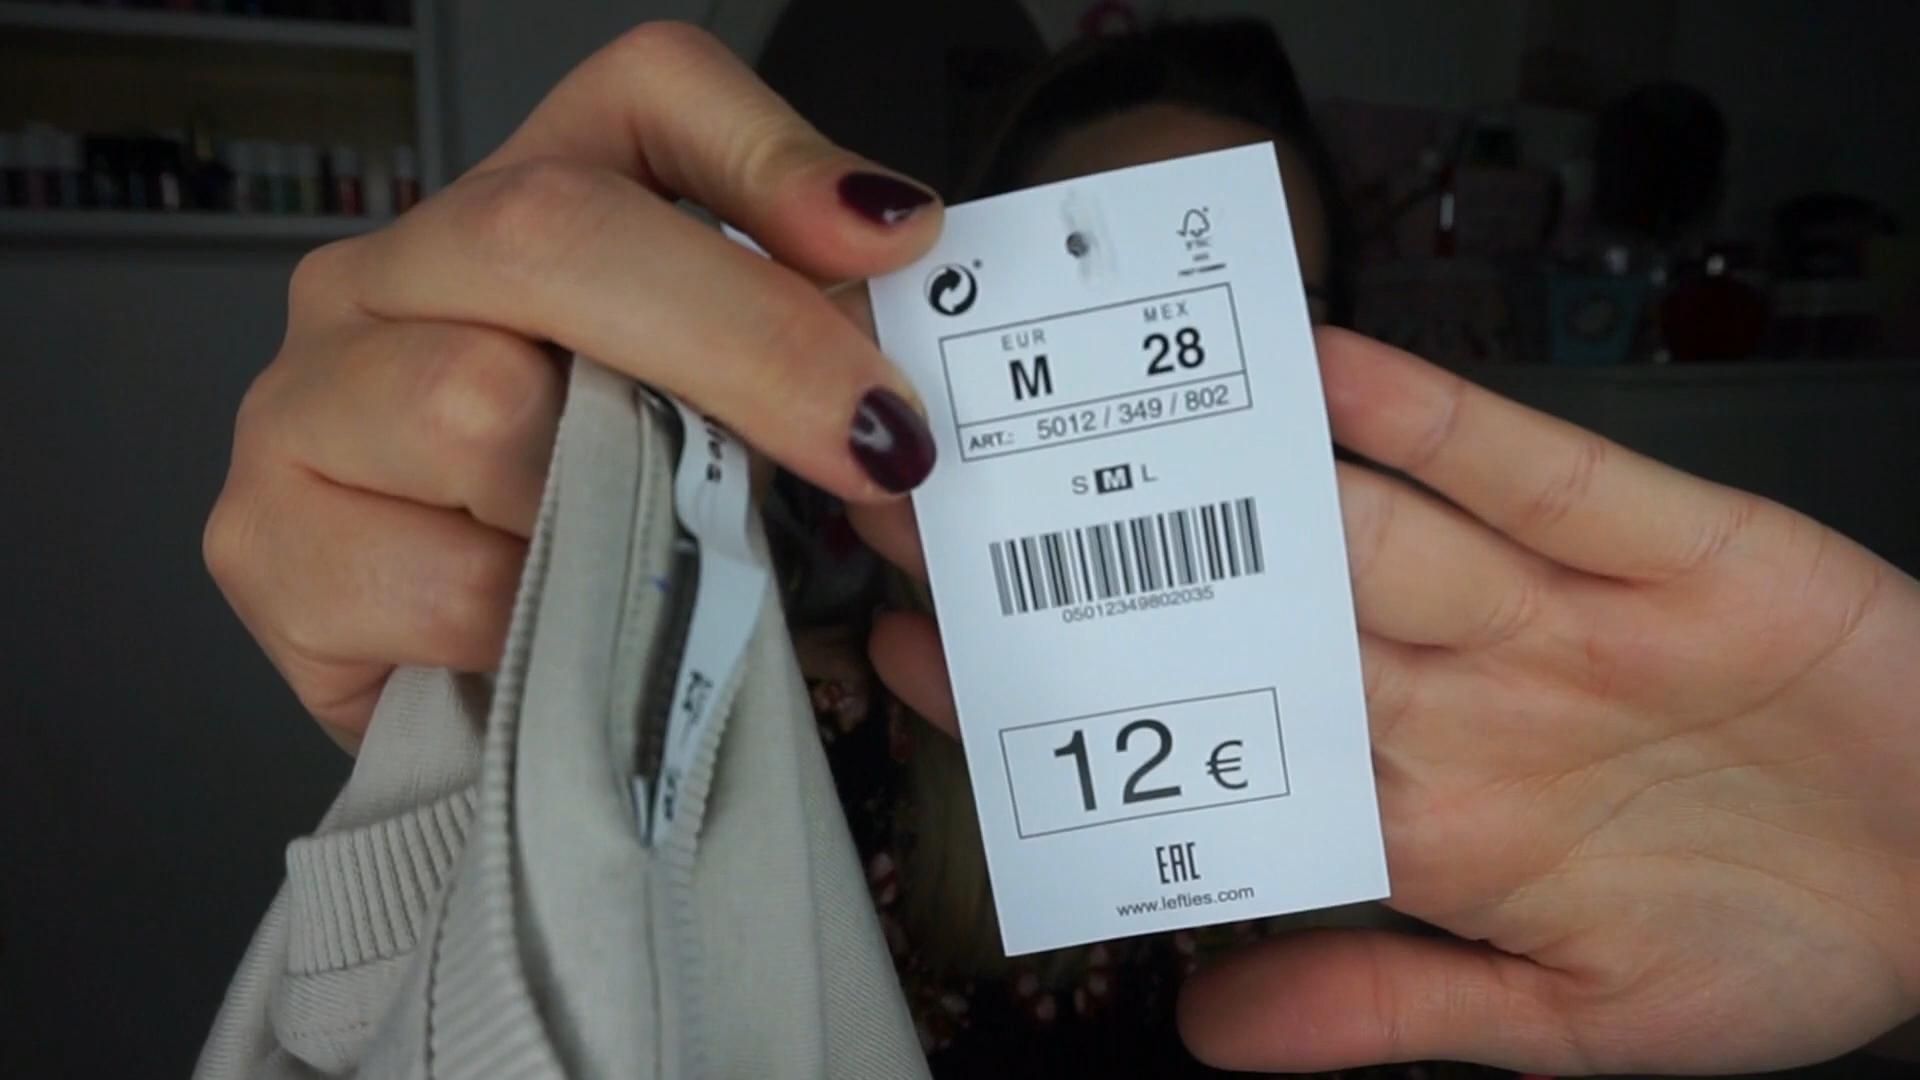 EUR MEX
M 28
ART.: 5012 / 349 / 802
S M L
05012349802035
12 €
EAC
www.lefties.com